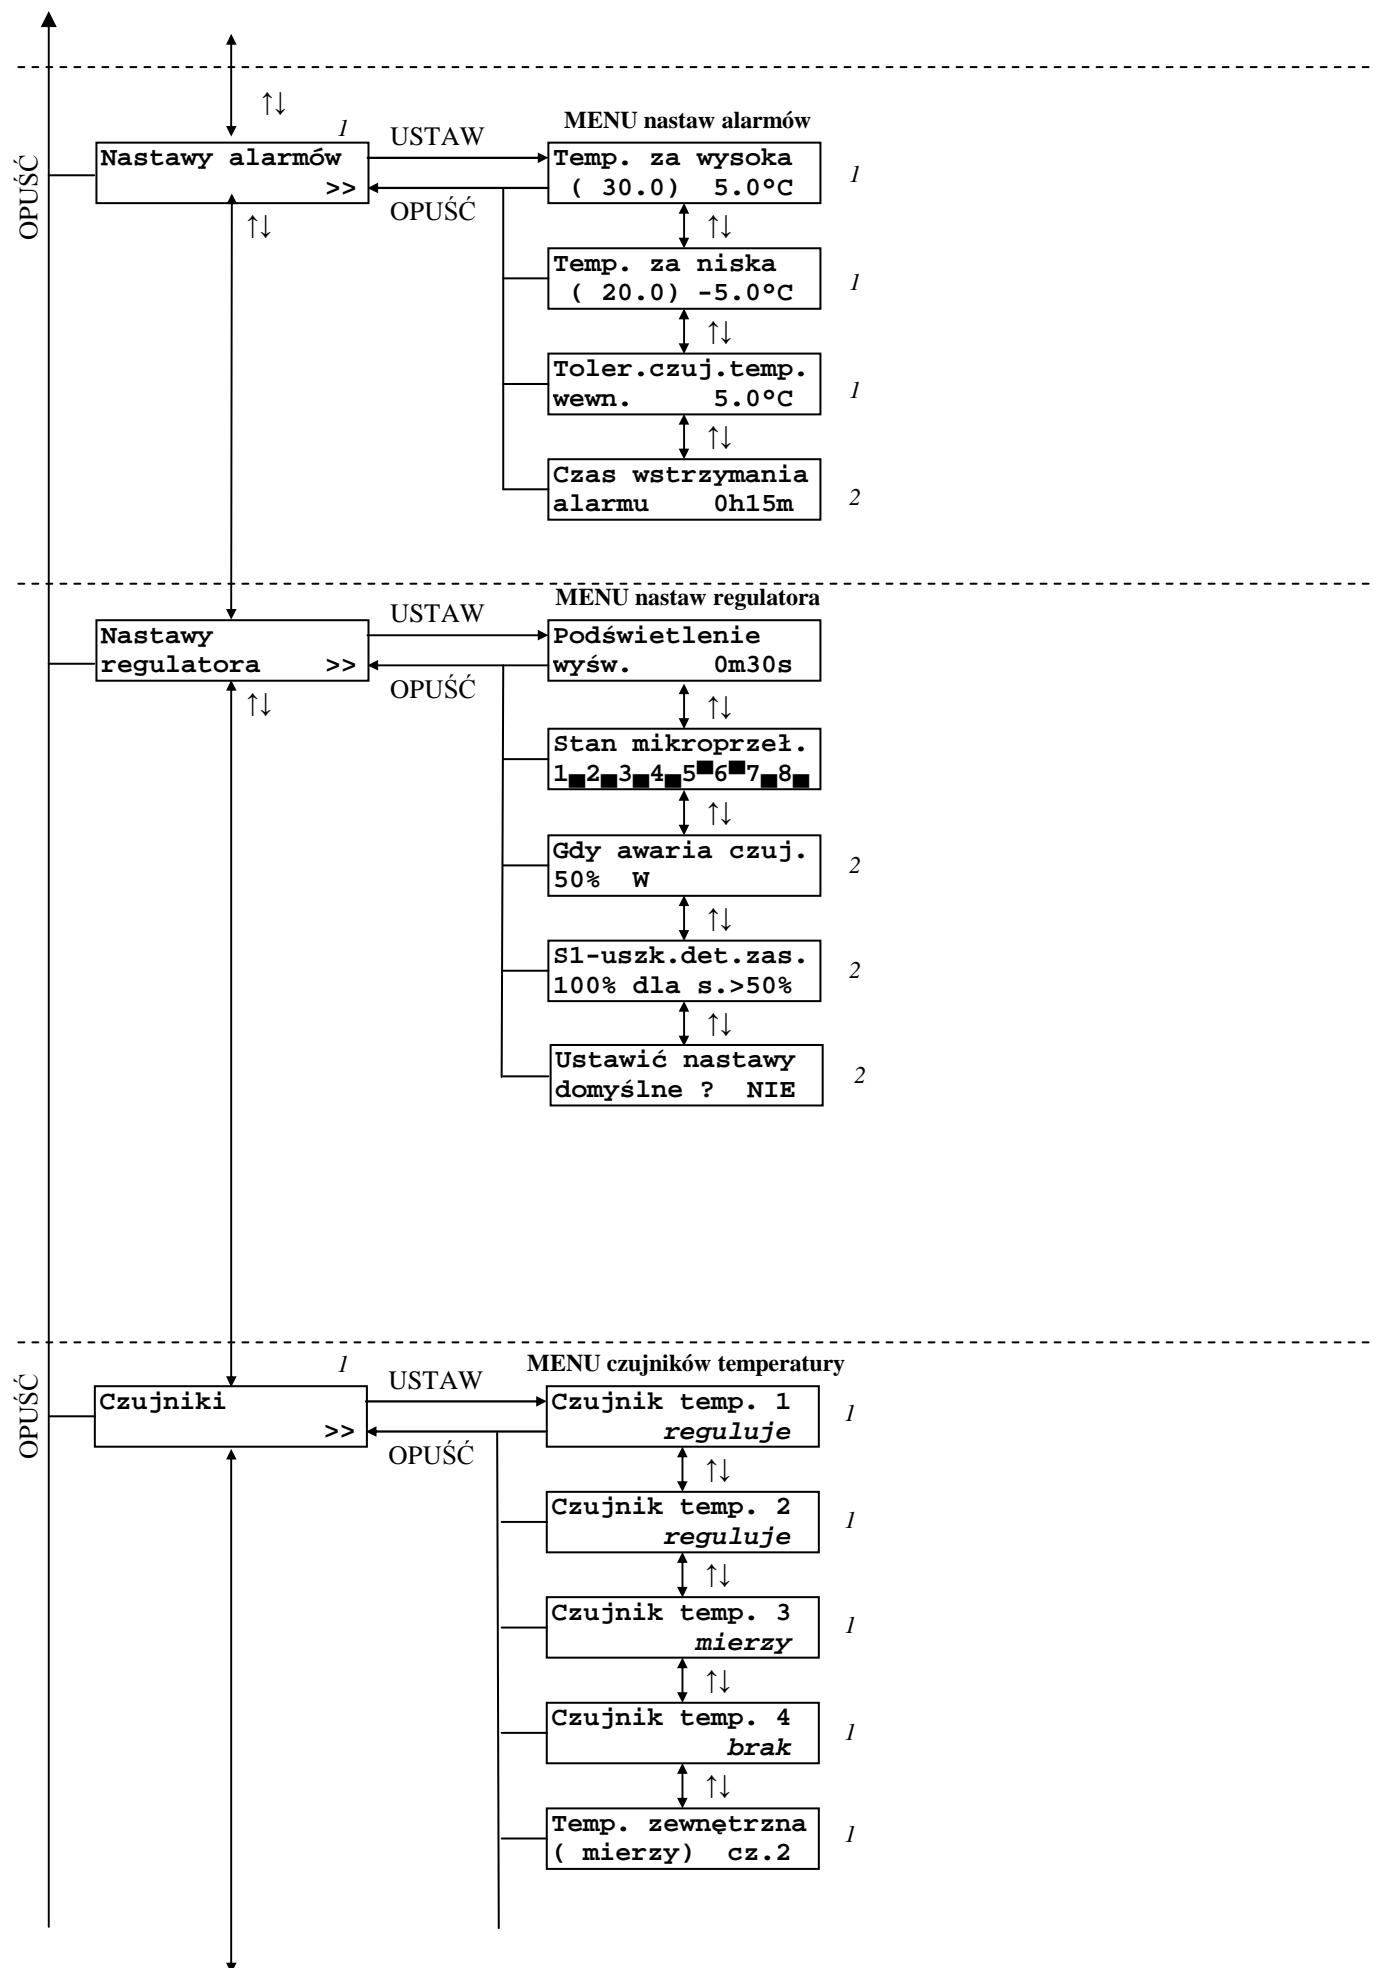 ↑↓
1
USTAW
MENU nastaw alarmów
OPUŚĆ
Nastawy alarmów
>>
Temp. za wysoka
( 30.0) 5.0°C
1
OPUŚĆ
↑↓
↑↓
Temp. za niska
( 20.0) -5.0°C
1
↑↓
Toler.czuj.temp.
wewn. 5.0°C
1
↑↓
Czas wstrzymania
alarmu 0h15m
2
MENU nastaw regulatora
USTAW
Nastawy
regulatora >>
Podświetlenie
wyśw. 0m30s
OPUŚĆ
↑↓
↑↓
Stan mikroprzeł.
1▄2▄3▄4▄5▀6▀7▄8▄
↑↓
Gdy awaria czuj.
50% W
2
↑↓
S1-uszk.det.zas.
100% dla s.>50%
2
↑↓
Ustawić nastawy
domyślne ? NIE
2
1
MENU czujników temperatury
USTAW
OPUŚĆ
Czujniki
>>
Czujnik temp. 1
reguluje
1
OPUŚĆ
↑↓
Czujnik temp. 2
reguluje
1
↑↓
Czujnik temp. 3
mierzy
1
↑↓
Czujnik temp. 4
brak
1
↑↓
Temp. zewnętrzna
( mierzy) cz.2
1